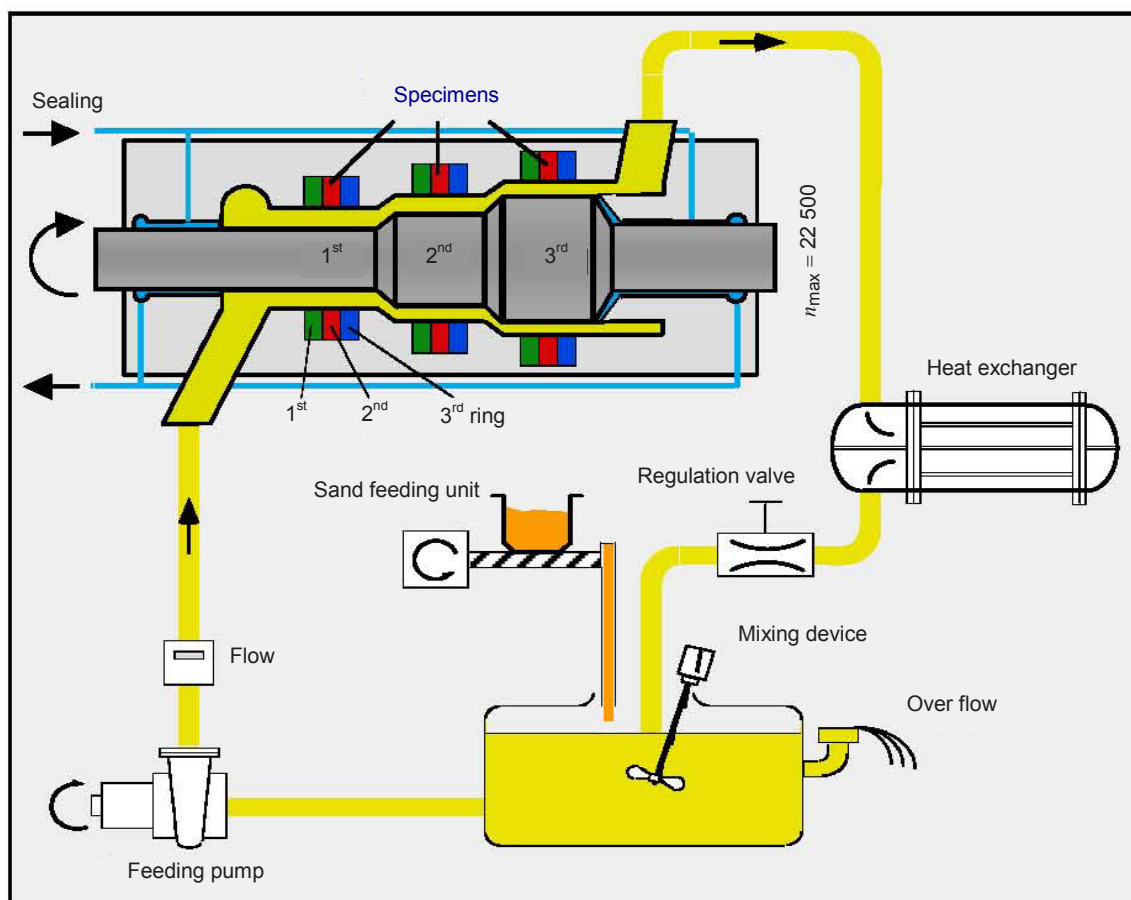 Sealing
Specimens
1st
2nd
3rd
nmax = 22 500
1st
2nd
3rd ring
Heat exchanger
Sand feeding unit
Regulation valve
Mixing device
Flow
Over flow
Feeding pump